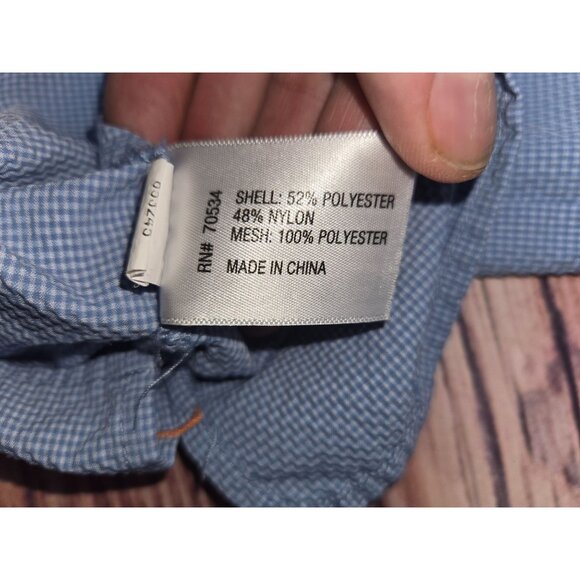 RN# 70534
SHELL: 52% POLYESTER
48% NYLON
MESH: 100% POLYESTER
MADE IN CHINA